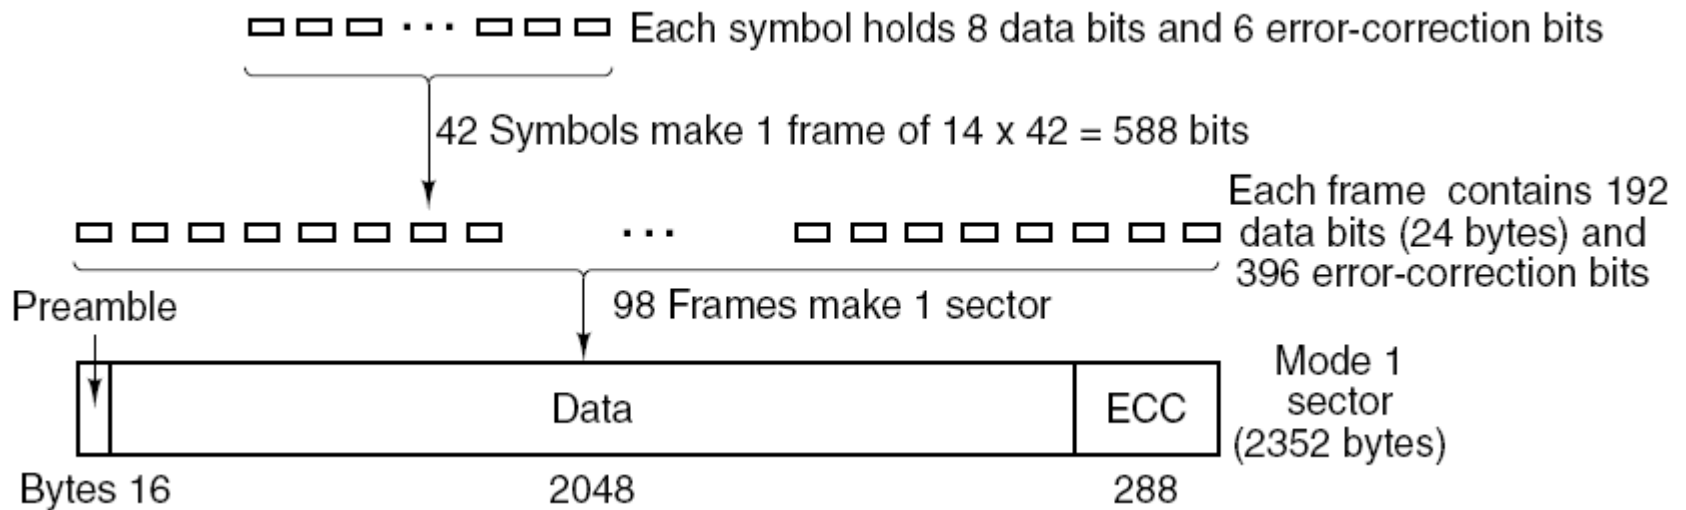 Each symbol holds 8 data bits and 6 error-correction bits
42 Symbols make 1 frame of 14 x 42 = 588 bits
Each frame contains 192
data bits (24 bytes) and
396 error-correction bits
Preamble
98 Frames make 1 sector
Mode 1
sector
(2352 bytes)
Data
ECC
Bytes 16
2048
288